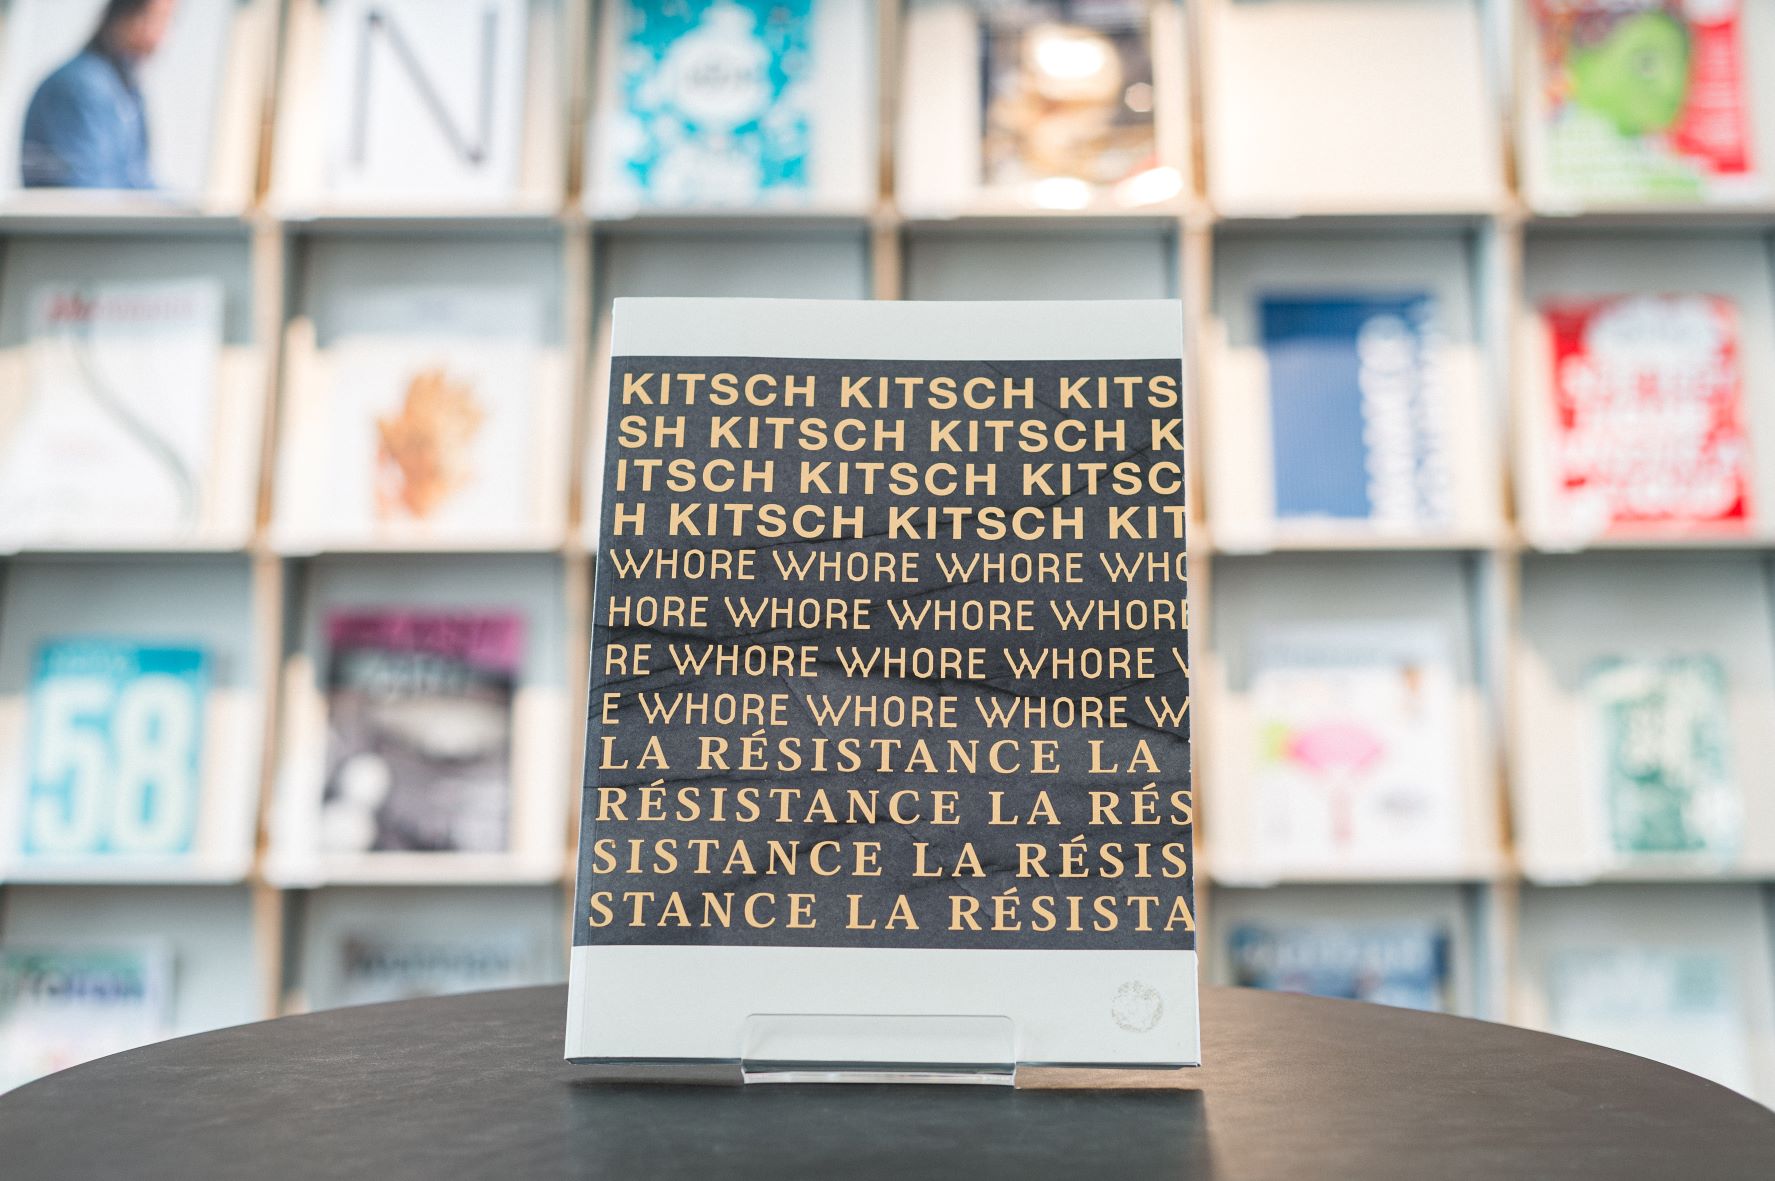 N
KITSCH KITSCH KITS
SH KITSCH KITSCH K
ITSCH KITSCH KITSC
H KITSCH KITSCH KIT
WHORE WHORE WHORE WHO
HORE WHORE WHORE WHORE
RE WHORE WHORE WHORE W
E WHORE WHORE WHORE W
LA RÉSISTANCE LA
RÉSISTANCE LA RÉS
SISTANCE LA RÉSIS
STANCE LA RÉSISTA
58